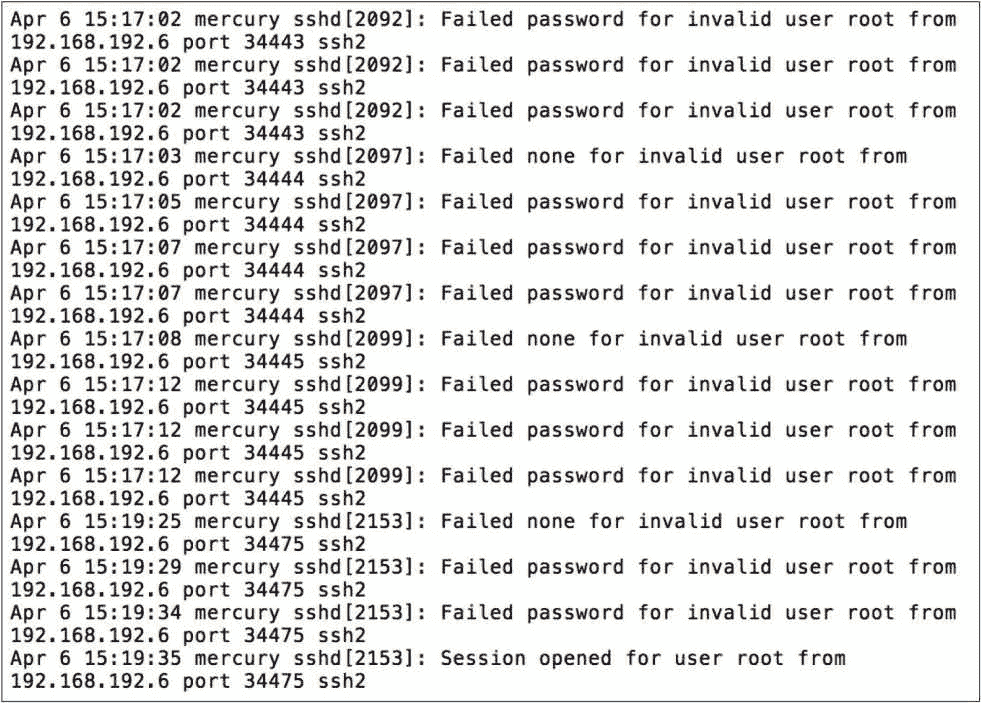 Apr 6 15:17:02 mercury sshd[2092]: Failed password for invalid user root from
192.168.192.6 port 34443 ssh2
Apr 6 15:17:02 mercury sshd[2092]: Failed password for invalid user root from
192.168.192.6 port 34443 ssh2
Apr 6 15:17:02 mercury sshd[2092]: Failed password for invalid user root from
192.168.192.6 port 34443 ssh2
Apr 6 15:17:03 mercury sshd[2097]: Failed none for invalid user root from
192.168.192.6 port 34444 ssh2
Apr 6 15:17:05 mercury sshd[2097]: Failed password for invalid user root from
192.168.192.6 port 34444 ssh2
Apr 6 15:17:07 mercury sshd[2097]: Failed password for invalid user root from
192.168.192.6 port 34444 ssh2
Apr 6 15:17:07 mercury sshd[2097]: Failed password for invalid user root from
192.168.192.6 port 34444 ssh2
Apr 6 15:17:08 mercury sshd[2099]: Failed none for invalid user root from
192.168.192.6 port 34445 ssh2
Apr 6 15:17:12 mercury sshd[2099]: Failed password for invalid user root from
192.168.192.6 port 34445 ssh2
Apr 6 15:17:12 mercury sshd[2099]: Failed password for invalid user root from
192.168.192.6 port 34445 ssh2
Apr 6 15:17:12 mercury sshd[2099]: Failed password for invalid user root from
192.168.192.6 port 34445 ssh2
Apr 6 15:19:25 mercury sshd[2153]: Failed none for invalid user root from
192.168.192.6 port 34475 ssh2
Apr 6 15:19:29 mercury sshd[2153]: Failed password for invalid user root from
192.168.192.6 port 34475 ssh2
Apr 6 15:19:34 mercury sshd[2153]: Failed password for invalid user root from
192.168.192.6 port 34475 ssh2
Apr 6 15:19:35 mercury sshd[2153]: Session opened for user root from
192.168.192.6 port 34475 ssh2